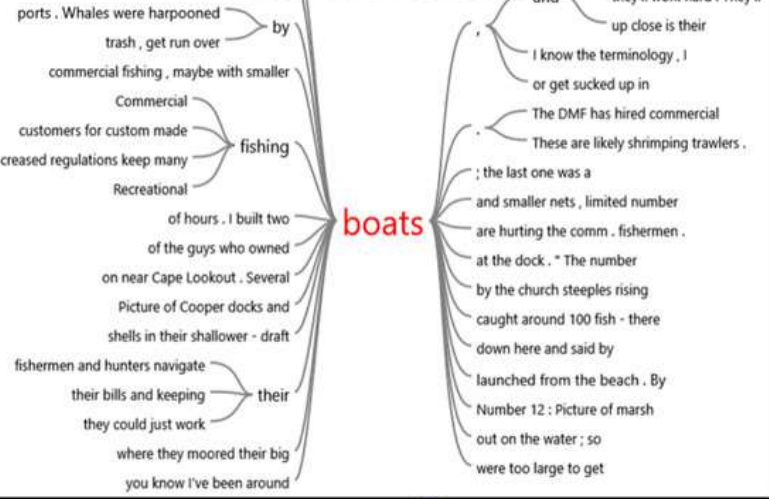 ports . Whales were harpooned
trash , get run over
by
commercial fishing , maybe with smaller
Commercial
customers for custom made
creased regulations keep many
Recreational
fishing
of hours . I built two
of the guys who owned
on near Cape Lookout . Several
Picture of Cooper docks and
shells in their shallower - draft
fishermen and hunters navigate
their bills and keeping
they could just work
their
where they moored their big
you know I've been around
boats
,
up close is their
I know the terminology , I
or get sucked up in
.
The DMF has hired commercial
These are likely shrimping trawlers .
; the last one was a
and smaller nets , limited number
are hurting the comm . fishermen .
at the dock . " The number
by the church steeples rising
caught around 100 fish - there
down here and said by
launched from the beach . By
Number 12 : Picture of marsh
out on the water ; so
were too large to get